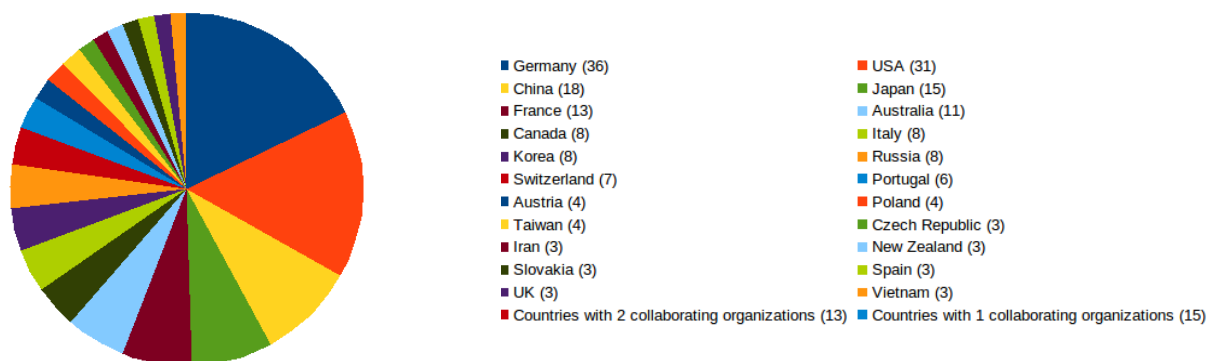 Germany (36) USA (31)
China (18) Japan (15)
France (13) Australia (11)
Canada (8) Italy (8)
Korea (8) Russia (8)
Switzerland (7) Portugal (6)
Austria (4) Poland (4)
Taiwan (4) Czech Republic (3)
Iran (3) New Zealand (3)
Slovakia (3) Spain (3)
UK (3) Vietnam (3)
Countries with 2 collaborating organizations (13) Countries with 1 collaborating organizations (15)